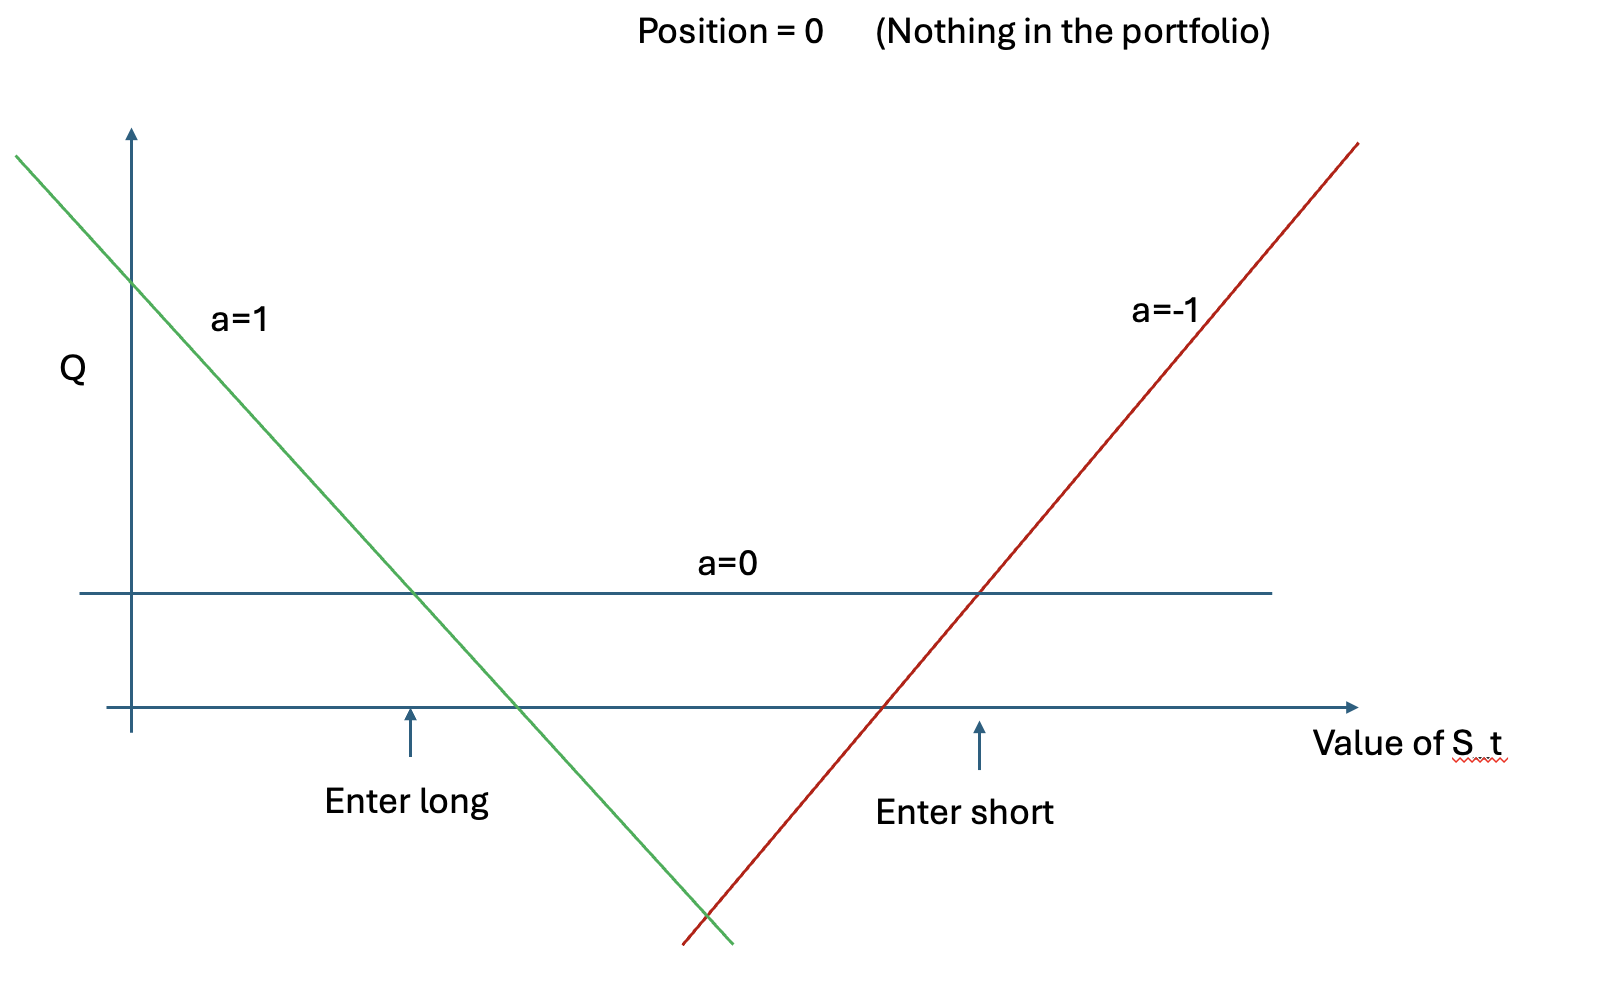 Position = 0 (Nothing in the portfolio)
a=1
a=-1
Q
a=0
Value of S_t
Enter long
Enter short